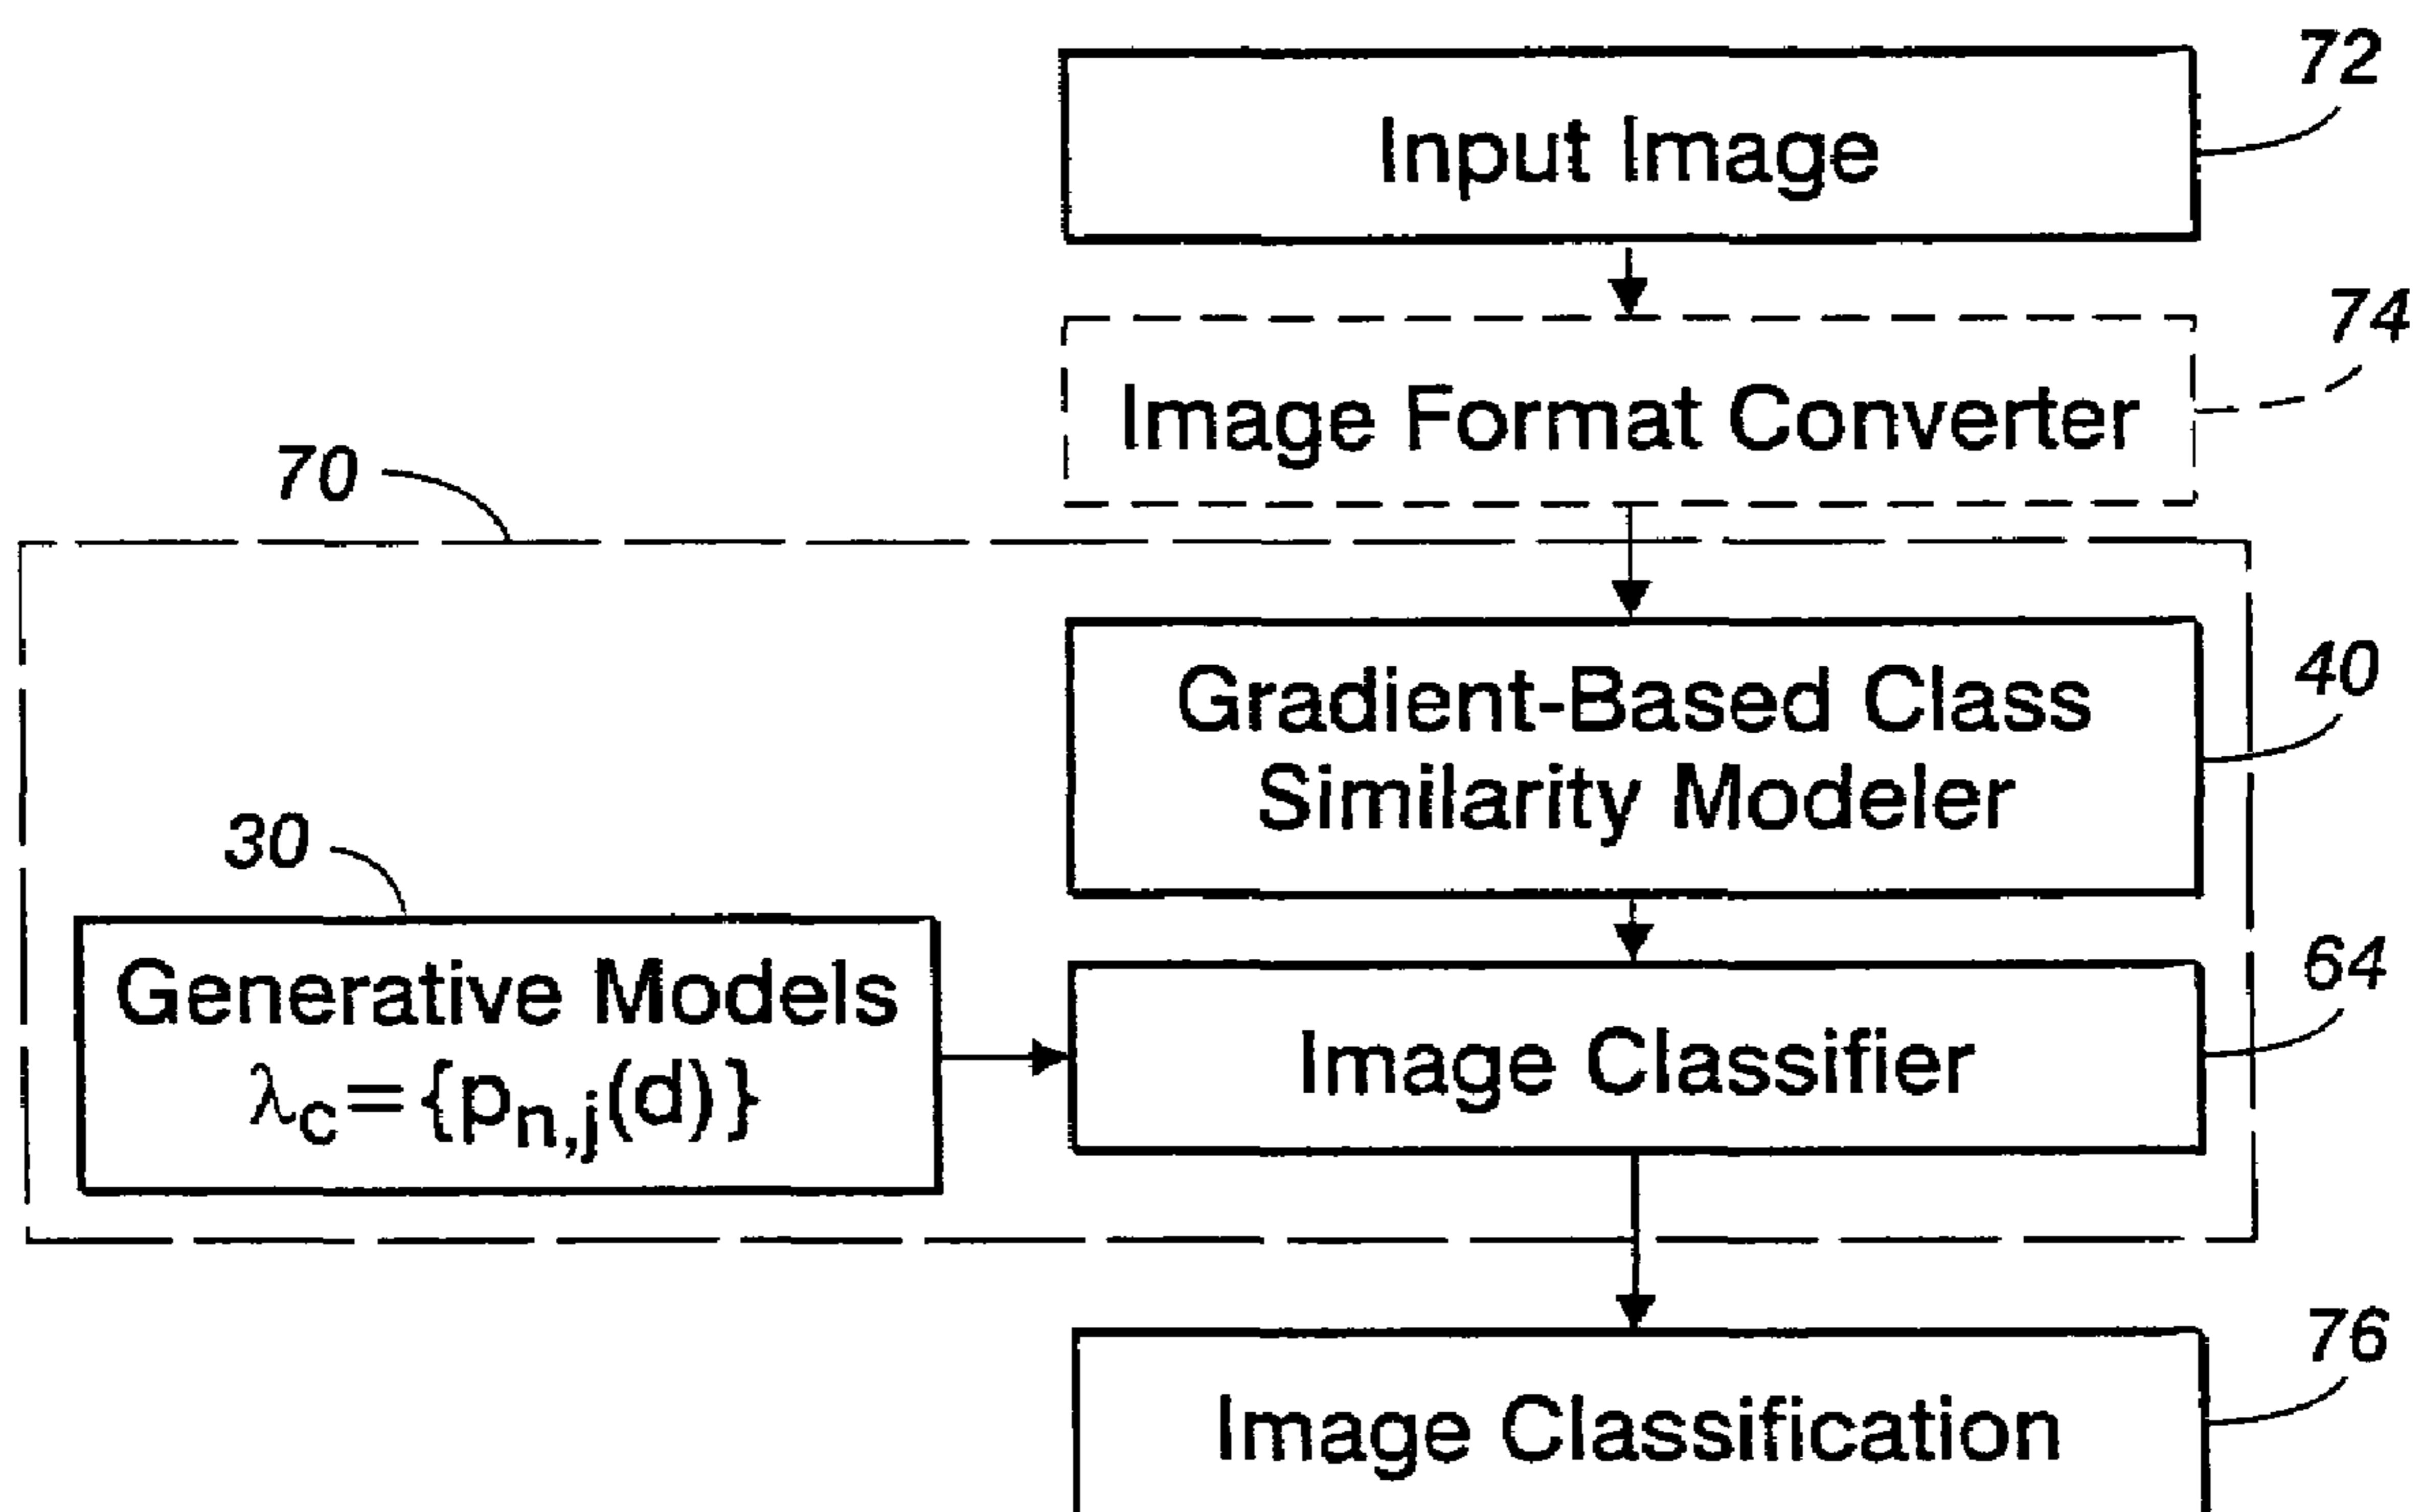 72
Input Image
74
Image Format Converter
70
40
Gradient-Based Class
Similarity Modeler
30
64
Generative Models
λc={pn,j(d)}
Image Classifier
76
Image Classification